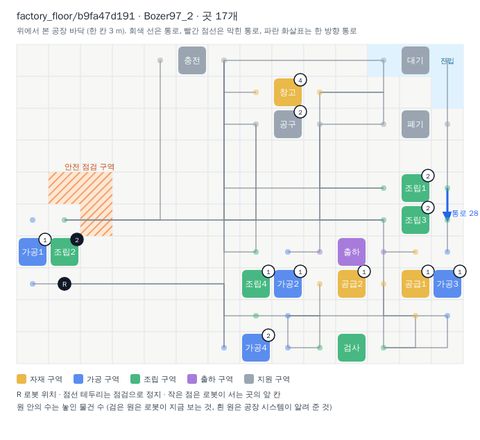 factory_floor/b9fa47d191 · Bozer97_2 · 곳 17개
위에서 본 공장 바닥 (한 칸 3 m). 회색 선은 통로, 빨간 점선은 막힌 통로, 파란 화살표는 한 방향 통로
충전
대기
진입
창고
4
공구
2
폐기
안전 점검 구역
조립1
2
조립3
2
통로 28
가공1
1
조립2
2
출하
R
조립4
1
가공2
1
공급2
1
공급1
1
가공3
1
가공4
2
검사
자재 구역
가공 구역
조립 구역
출하 구역
지원 구역
R 로봇 위치 · 점선 테두리는 점검으로 정지 · 작은 점은 로봇이 서는 곳의 앞 칸
원 안의 수는 놓인 물건 수 (검은 원은 로봇이 지금 보는 것, 흰 원은 공장 시스템이 알려 준 것)